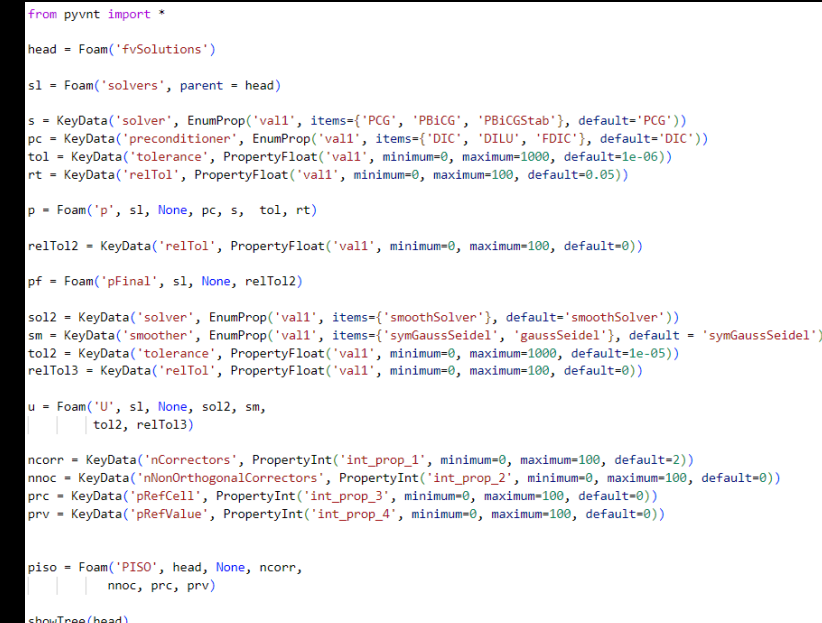 from pyvnt import *
head = Foam('fvSolutions')
sl = Foam('solvers', parent = head)
s = KeyData('solver', EnumProp('val1', items={'PCG', 'PBiCG', 'PBiCGStab'}, default='PCG'))
pc = KeyData('preconditioner', EnumProp('val1', items={'DIC', 'DILU', 'FDIC'}, default='DIC'))
tol = KeyData('tolerance', PropertyFloat('val1', minimum=0, maximum=1000, default=1e-06))
rt = KeyData('relTol', PropertyFloat('val1', minimum=0, maximum=100, default=0.05))
p = Foam('p', sl, None, pc, s,  tol, rt)
relTol2 = KeyData('relTol', PropertyFloat('val1', minimum=0, maximum=100, default=0))
pf = Foam('pFinal', sl, None, relTol2)
sol2 = KeyData('solver', EnumProp('val1', items={'smoothSolver'}, default='smoothSolver'))
sm = KeyData('smoother', EnumProp('val1', items={'symGaussSeidel', 'gaussSeidel'}, default = 'symGaussSeidel')
tol2 = KeyData('tolerance', PropertyFloat('val1', minimum=0, maximum=1000, default=1e-05))
relTol3 = KeyData('relTol', PropertyFloat('val1', minimum=0, maximum=100, default=0))
u = Foam('U', sl, None, sol2, sm,
tol2, relTol3)
ncorr = KeyData('nCorrectors', PropertyInt('int_prop_1', minimum=0, maximum=100, default=2))
nnoc = KeyData('nNonOrthogonalCorrectors', PropertyInt('int_prop_2', minimum=0, maximum=100, default=0))
prc = KeyData('pRefCell', PropertyInt('int_prop_3', minimum=0, maximum=100, default=0))
prv = KeyData('pRefValue', PropertyInt('int_prop_4', minimum=0, maximum=100, default=0))
piso = Foam('PISO', head, None, ncorr,
nnoc, prc, prv)
showTree(head)